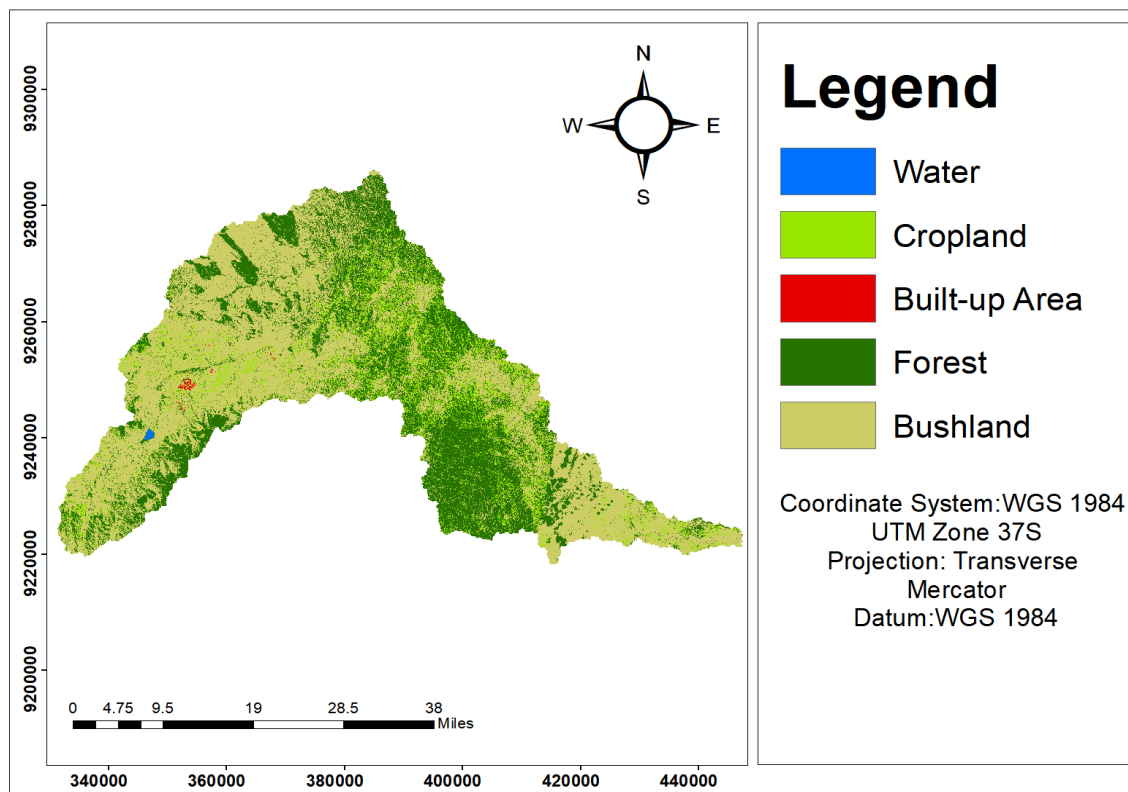 N
W E
S
9300000
9280000
9260000
9240000
9220000
9200000
0 4.75 9.5 19 28.5 38
Miles
340000 360000 380000 400000 420000 440000
Legend
Water
Cropland
Built-up Area
Forest
Bushland
Coordinate System:WGS 1984
UTM Zone 37S
Projection: Transverse
Mercator
Datum:WGS 1984